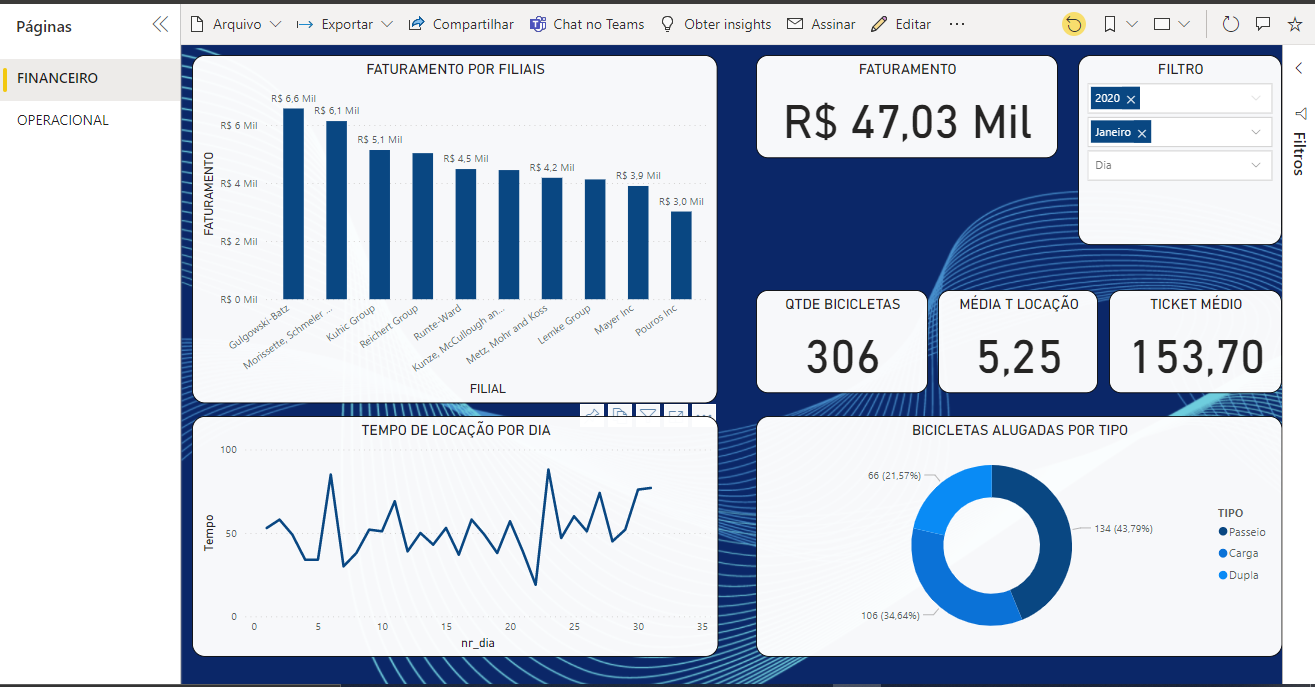 Páginas
FINANCEIRO
OPERACIONAL
Arquivo
Exportar
Compartilhar
Chat no Teams
Obter insights
Assinar
Editar
...
FATURAMENTO POR FILIAIS
R$ 6,6 Mil
R$ 6,1 Mil
R$ 5,1 Mil
R$ 4,5 Mil
R$ 4,2 Mil
R$ 3,9 Mil
R$ 3,0 Mil
R$ 6 Mil
R$ 4 Mil
R$ 2 Mil
R$ 0 Mil
FATURAMENTO
Gulgowski-Batz
Morissette, Schmeler ...
Kuhic Group
Reichert Group
Runte-Ward
Kunze, McCullough an...
Metz, Mohr and Koss
Lemke Group
Mayer Inc
Pouros Inc
FILIAL
FATURAMENTO
R$ 47,03 Mil
FILTRO
2020
Janeiro
Dia
Filtros
QTDE BICICLETAS
306
MÉDIA T LOCAÇÃO
5,25
TICKET MÉDIO
153,70
TEMPO DE LOCAÇÃO POR DIA
100
50
0
Tempo
0 5 10 15 20 25 30 35
nr_dia
BICICLETAS ALUGADAS POR TIPO
66 (21,57%)
134 (43,79%)
106 (34,64%)
TIPO
Passeio
Carga
Dupla